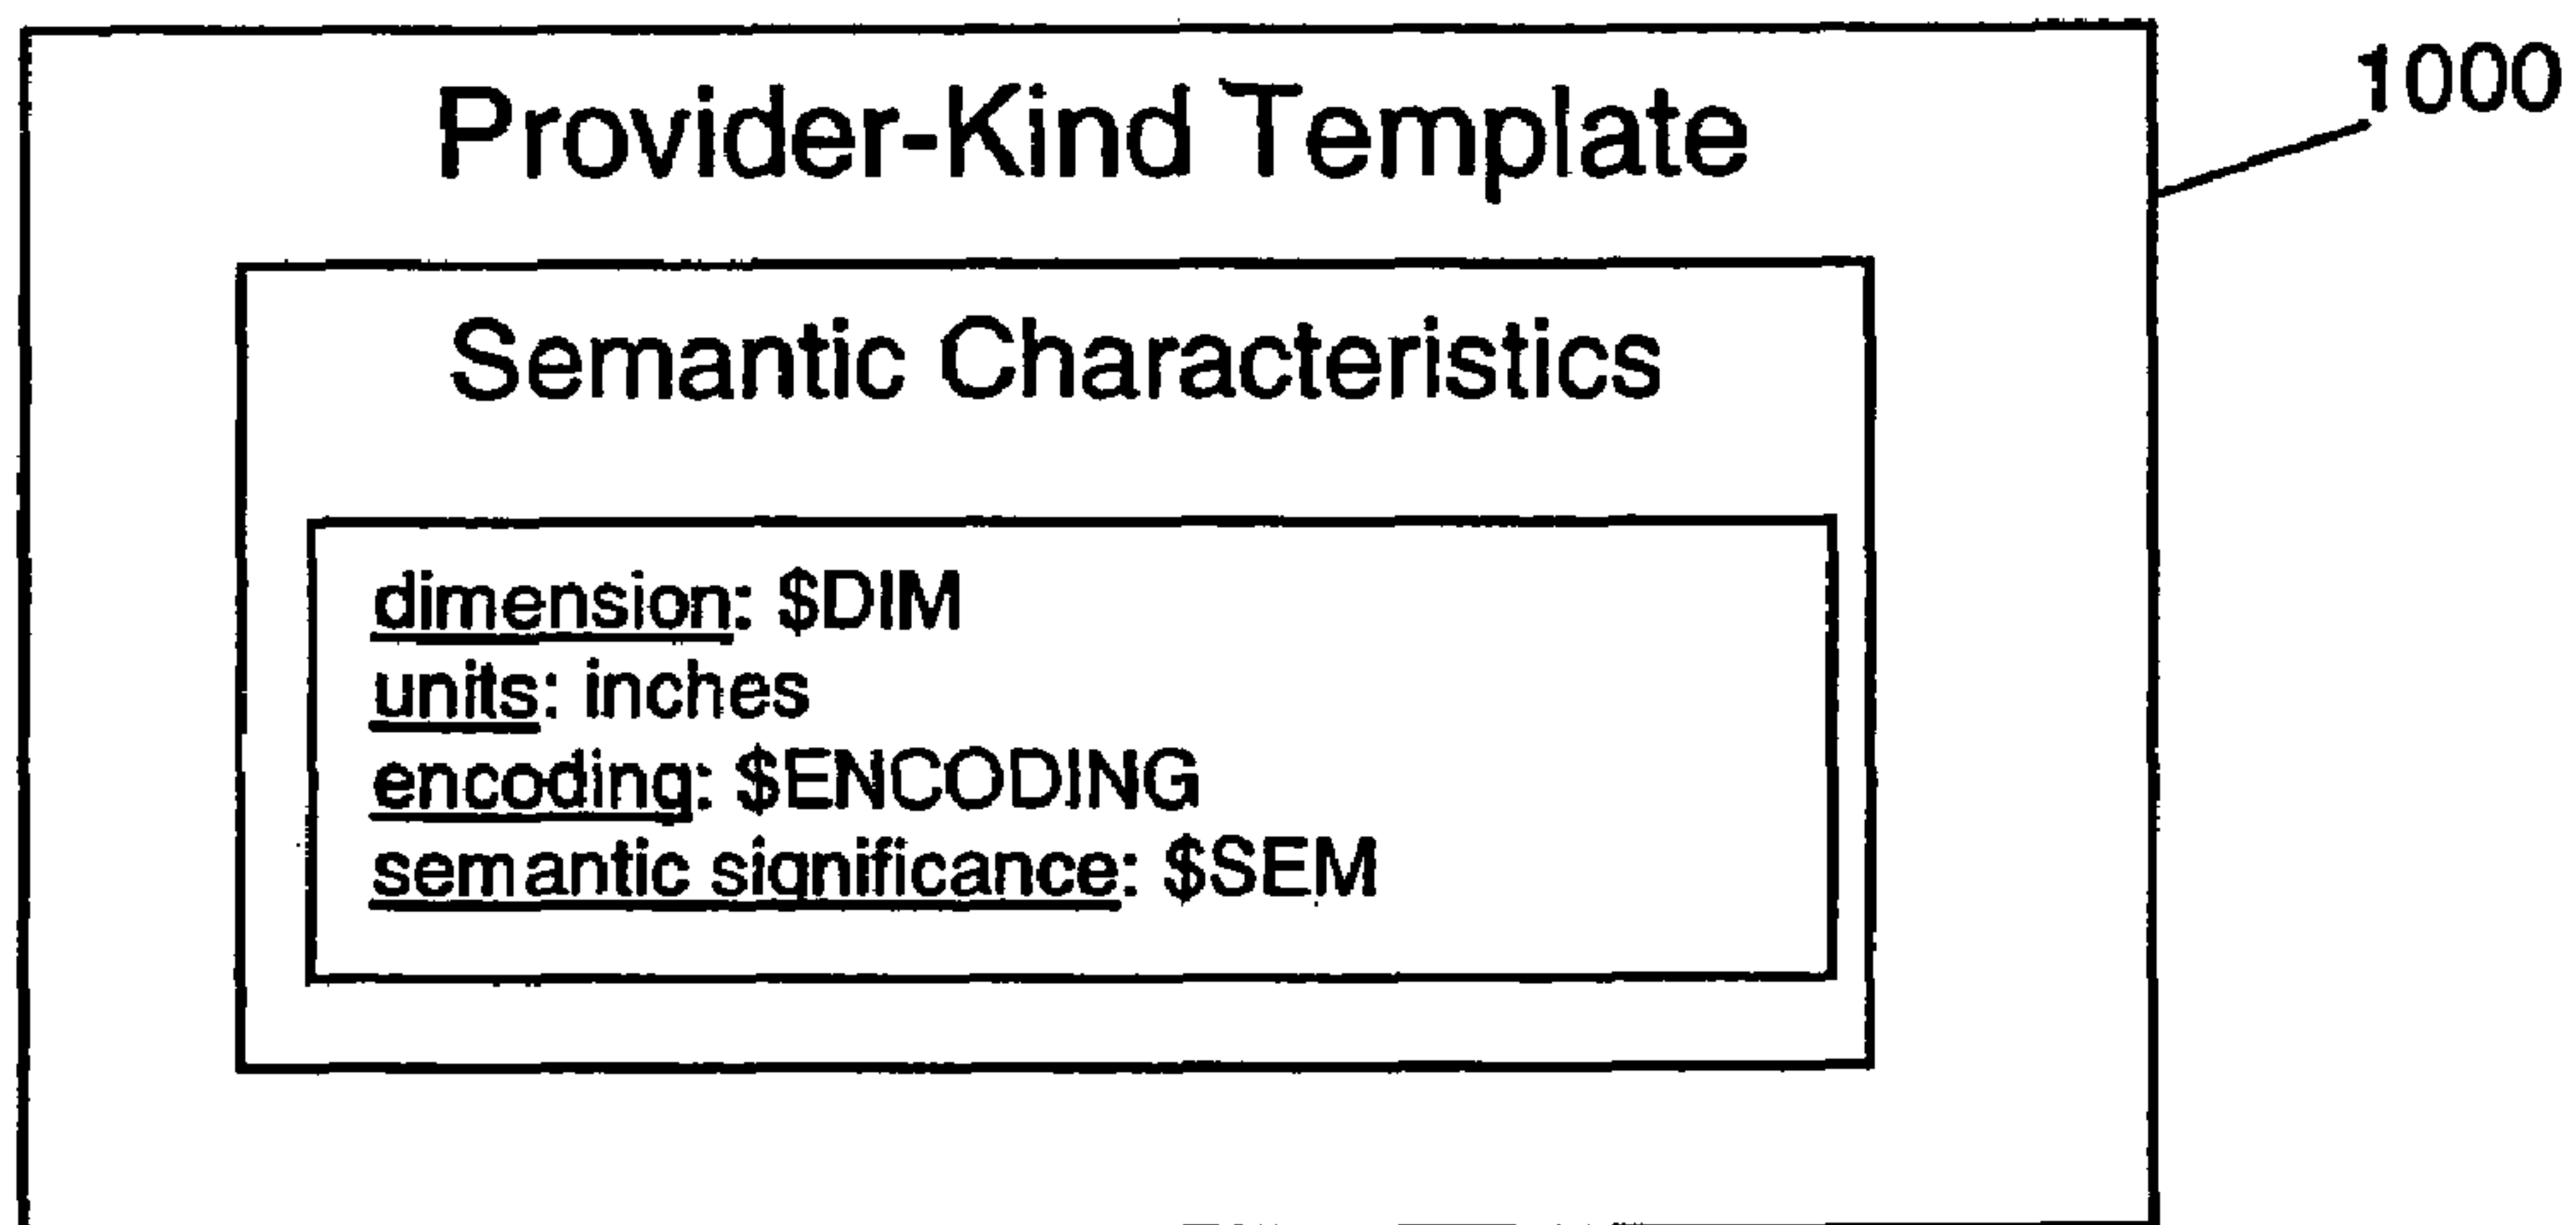 1000
Provider-Kind Template
Semantic Characteristics
dimension: $DIM
units: inches
encoding: $ENCODING
semantic significance: $SEM